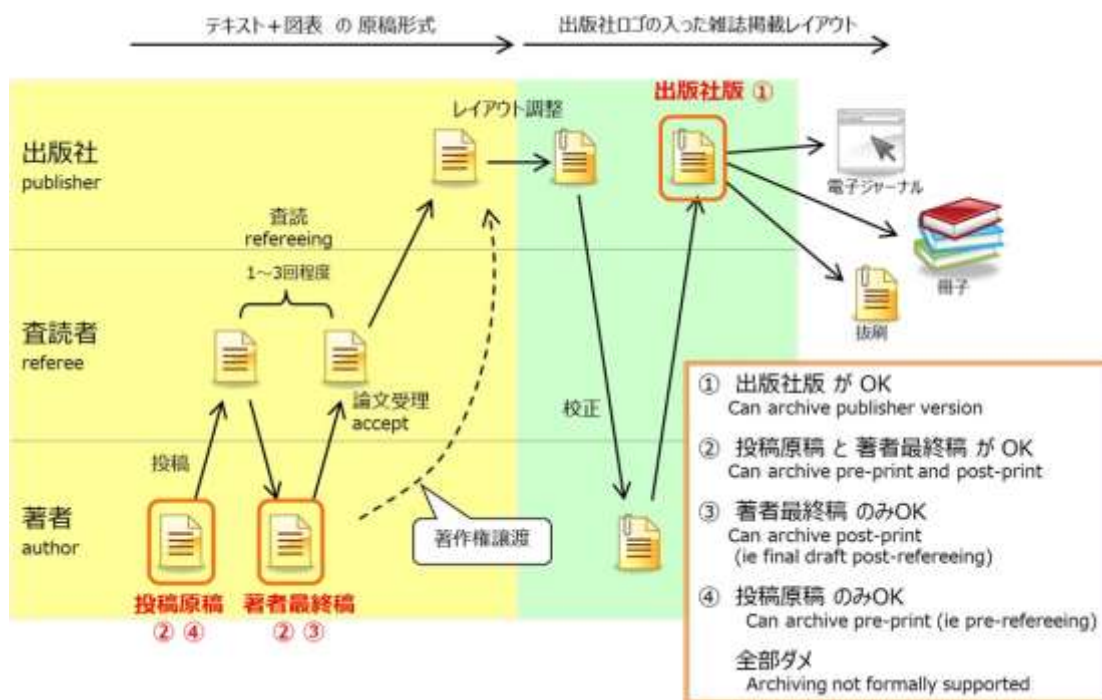 テキスト+図表 の 原稿形式
出版社ロゴの入った雑誌掲載レイアウト
出版社版 ①
レイアウト調整
出版社
publisher
電子ジャーナル
査読
refereeing
1~3回程度
冊子
査読者
referee
抜刷
論文受理
accept
校正
投稿
著者
author
著作権譲渡
投稿原稿
② ④
著者最終稿
② ③
① 出版社版 が OK
Can archive publisher version
② 投稿原稿 と 著者最終稿 が OK
Can archive pre-print and post-print
③ 著者最終稿 のみOK
Can archive post-print
(ie final draft post-refereeing)
④ 投稿原稿 のみOK
Can archive pre-print (ie pre-refereeing)
全部ダメ
Archiving not formally supported